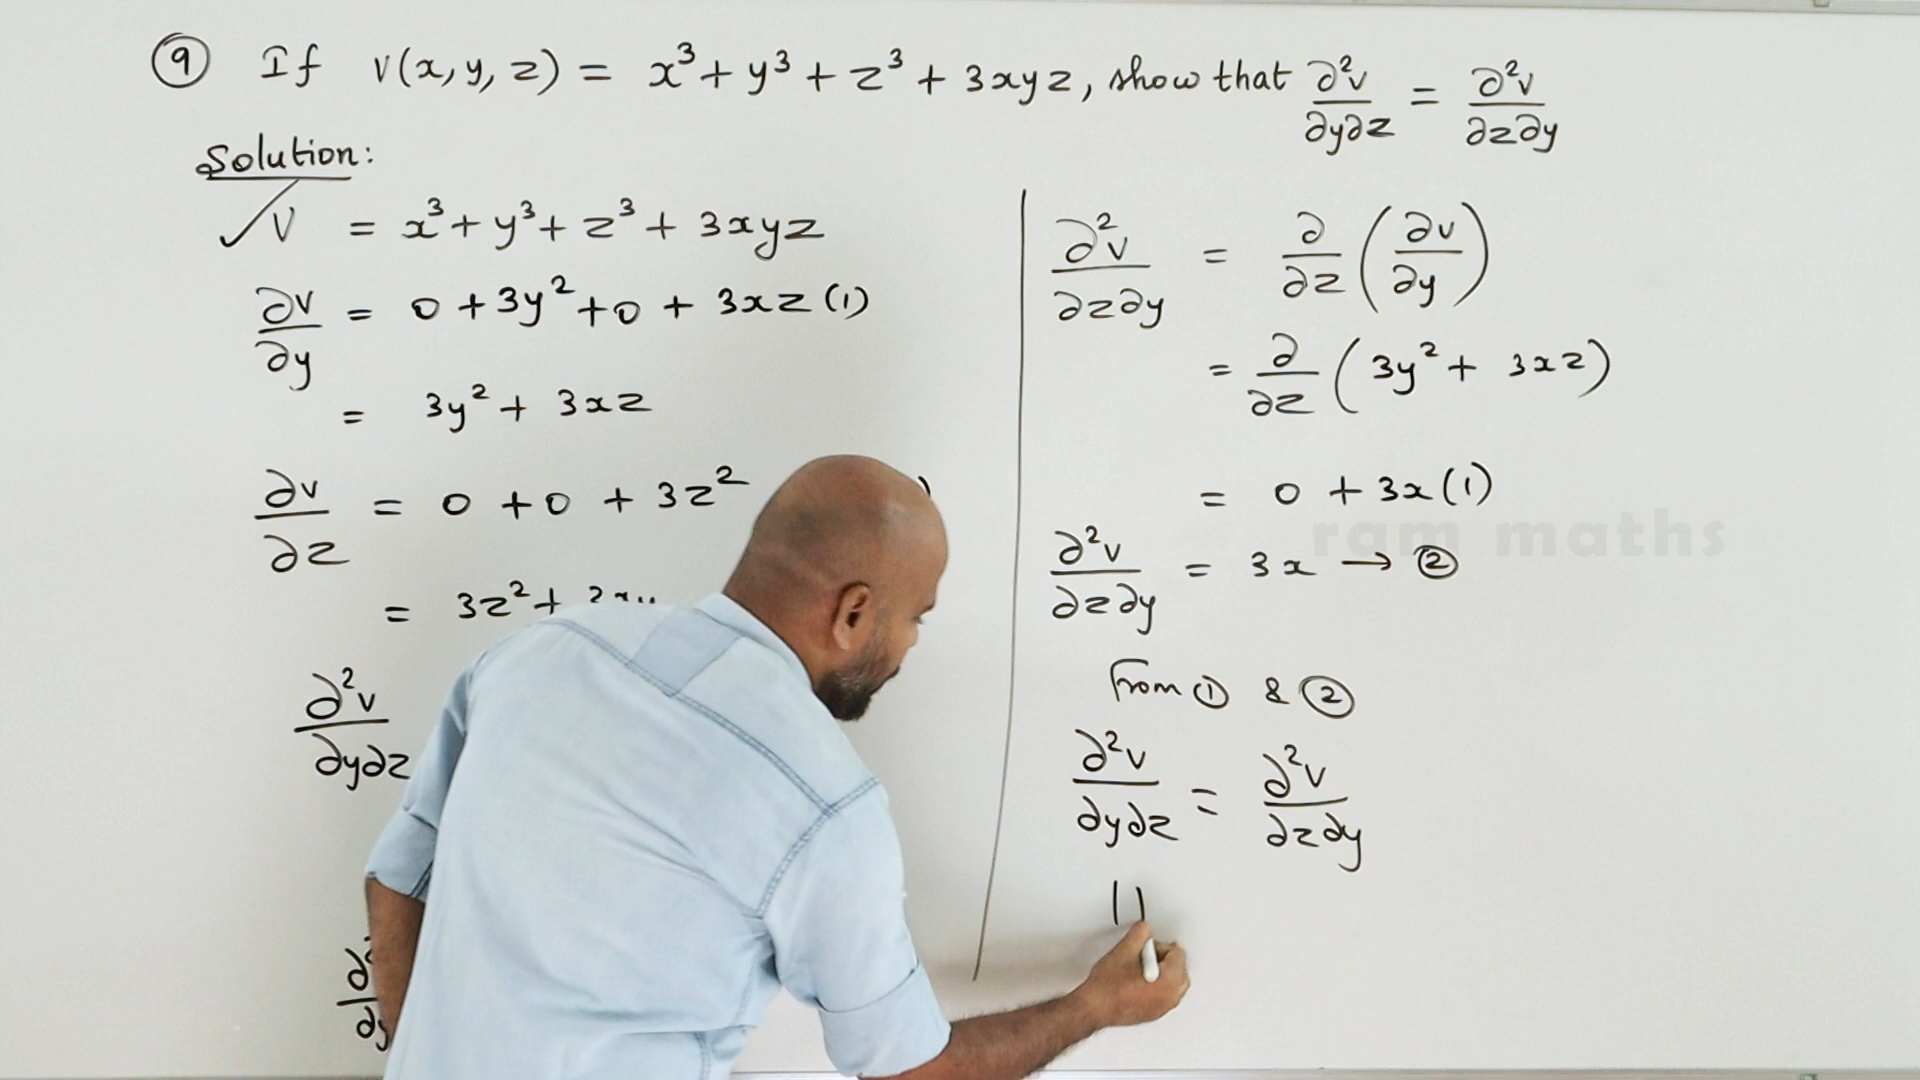 ⑨ If v(x, y, z) = x³ + y³ + z³ + 3xyz, show that ∂²v/∂y∂z = ∂²v/∂z∂y
Solution:
✓ v = x³ + y³ + z³ + 3xyz
∂v/∂y = 0 + 3y² + 0 + 3xz (1)
= 3y² + 3xz
∂v/∂z = 0 + 0 + 3z²
= 3z² +
∂²v/∂y∂z
∂²v/∂z∂y = ∂/∂z (∂v/∂y)
= ∂/∂z (3y² + 3xz)
= 0 + 3x(1)
ram maths
∂²v/∂z∂y = 3x → ②
From ① & ②
∂²v/∂y∂z = ∂²v/∂z∂y